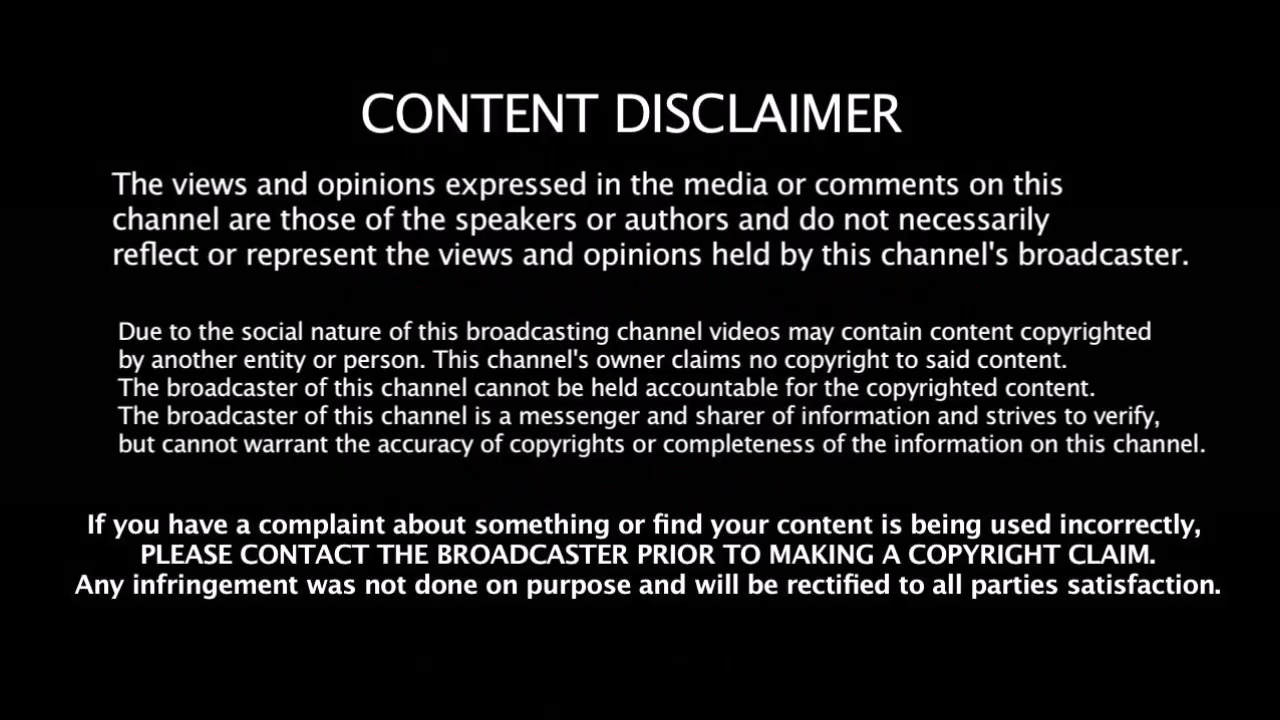 CONTENT DISCLAIMER
The views and opinions expressed in the media or comments on this
channel are those of the speakers or authors and do not necessarily
reflect or represent the views and opinions held by this channel's broadcaster.
Due to the social nature of this broadcasting channel videos may contain content copyrighted
by another entity or person. This channel's owner claims no copyright to said content.
The broadcaster of this channel cannot be held accountable for the copyrighted content.
The broadcaster of this channel is a messenger and sharer of information and strives to verify,
but cannot warrant the accuracy of copyrights or completeness of the information on this channel.
If you have a complaint about something or find your content is being used incorrectly,
PLEASE CONTACT THE BROADCASTER PRIOR TO MAKING A COPYRIGHT CLAIM.
Any infringement was not done on purpose and will be rectified to all parties satisfaction.